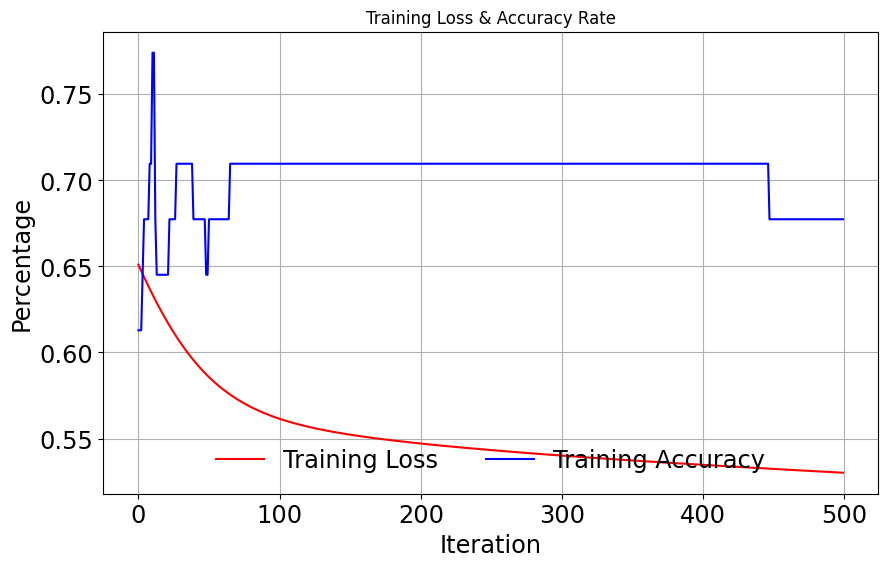 Training Loss & Accuracy Rate
0.75
0.70
0.65
0.60
0.55
Percentage
Training Loss
Training Accuracy
0 100 200 300 400 500
Iteration